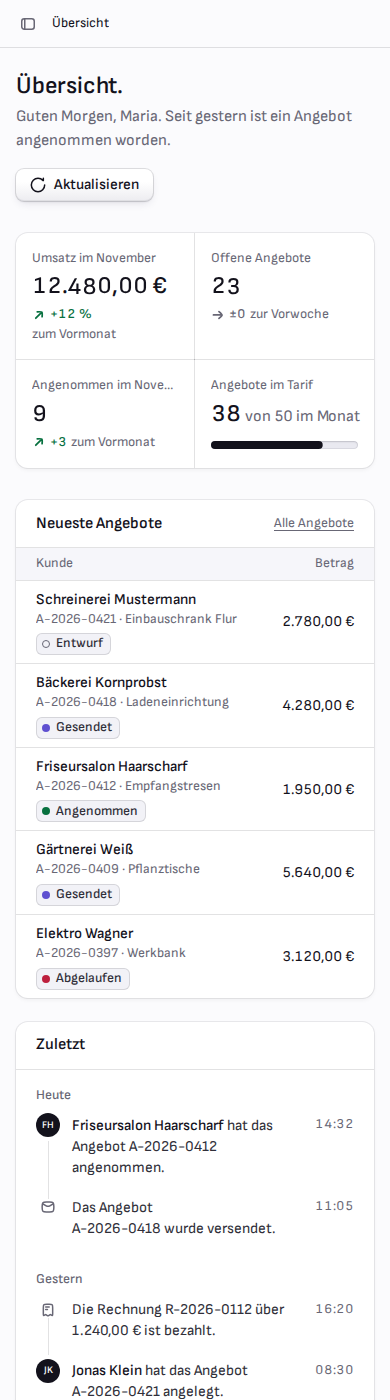 Übersicht
Übersicht.
Guten Morgen, Maria. Seit gestern ist ein Angebot
angenommen worden.
Aktualisieren
Umsatz im November
12.480,00 €
+12 %
zum Vormonat
Offene Angebote
23
±0 zur Vorwoche
Angenommen im Nove…
9
+3 zum Vormonat
Angebote im Tarif
38 von 50 im Monat
Neueste Angebote
Alle Angebote
Kunde
Betrag
Schreinerei Mustermann
A-2026-0421 · Einbauschrank Flur
Entwurf
2.780,00 €
Bäckerei Kornprobst
A-2026-0418 · Ladeneinrichtung
Gesendet
4.280,00 €
Friseursalon Haarscharf
A-2026-0412 · Empfangstresen
Angenommen
1.950,00 €
Gärtnerei Weiß
A-2026-0409 · Pflanztische
Gesendet
5.640,00 €
Elektro Wagner
A-2026-0397 · Werkbank
Abgelaufen
3.120,00 €
Zuletzt
Heute
FH
Friseursalon Haarscharf hat das
Angebot A-2026-0412
angenommen.
14:32
Das Angebot
A-2026-0418 wurde versendet.
11:05
Gestern
Die Rechnung R-2026-0112 über
1.240,00 € ist bezahlt.
16:20
JK
Jonas Klein hat das Angebot
A-2026-0421 angelegt.
08:30